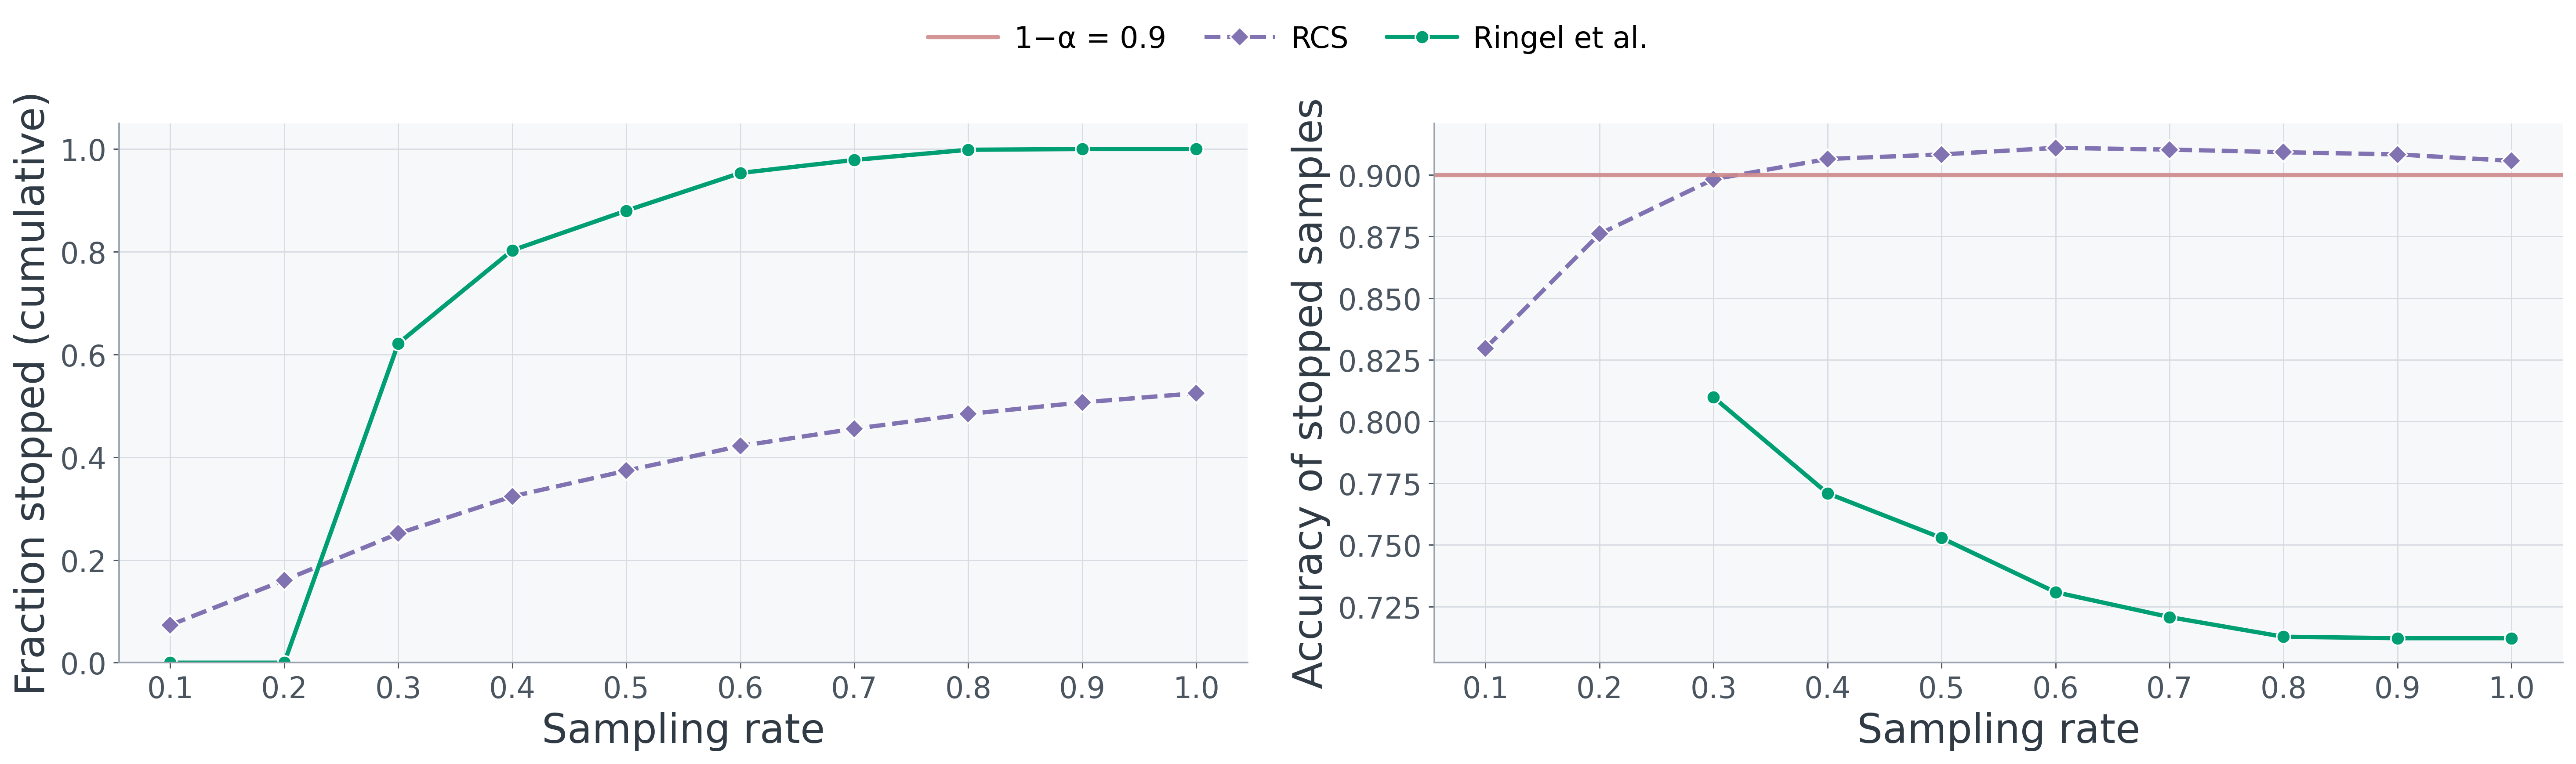 1−α = 0.9 RCS Ringel et al.
Fraction stopped (cumulative)
1.0
0.8
0.6
0.4
0.2
0.0
0.1 0.2 0.3 0.4 0.5 0.6 0.7 0.8 0.9 1.0
Sampling rate
Accuracy of stopped samples
0.900
0.875
0.850
0.825
0.800
0.775
0.750
0.725
0.1 0.2 0.3 0.4 0.5 0.6 0.7 0.8 0.9 1.0
Sampling rate